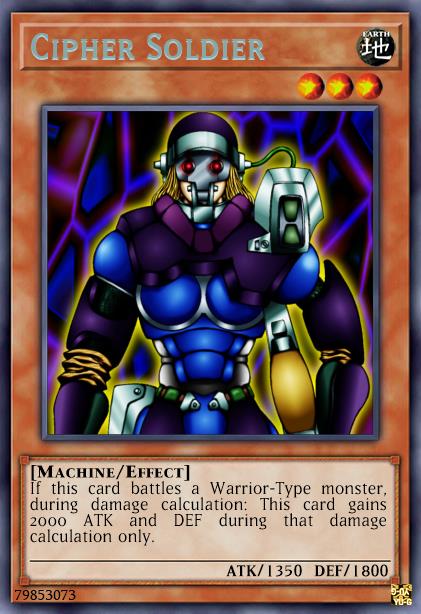 Cipher Soldier
EARTH
地
[Machine/Effect]
If this card battles a Warrior-Type monster,
during damage calculation: This card gains
2000 ATK and DEF during that damage
calculation only.
ATK/1350 DEF/1800
79853073